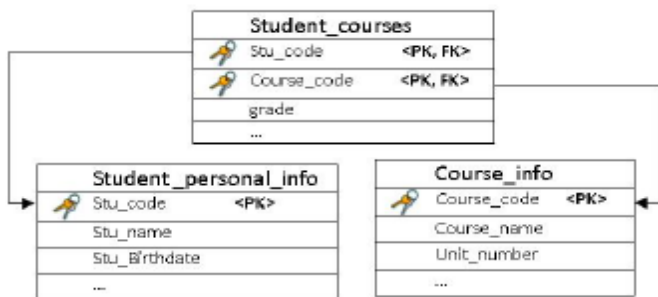 Student_courses
Stu_code <PK, FK>
Course_code <PK, FK>
grade
...
Student_personal_info
Stu_code <PK>
Stu_name
Stu_Birthdate
...
Course_info
Course_code <PK>
Course_name
Unit_number
...